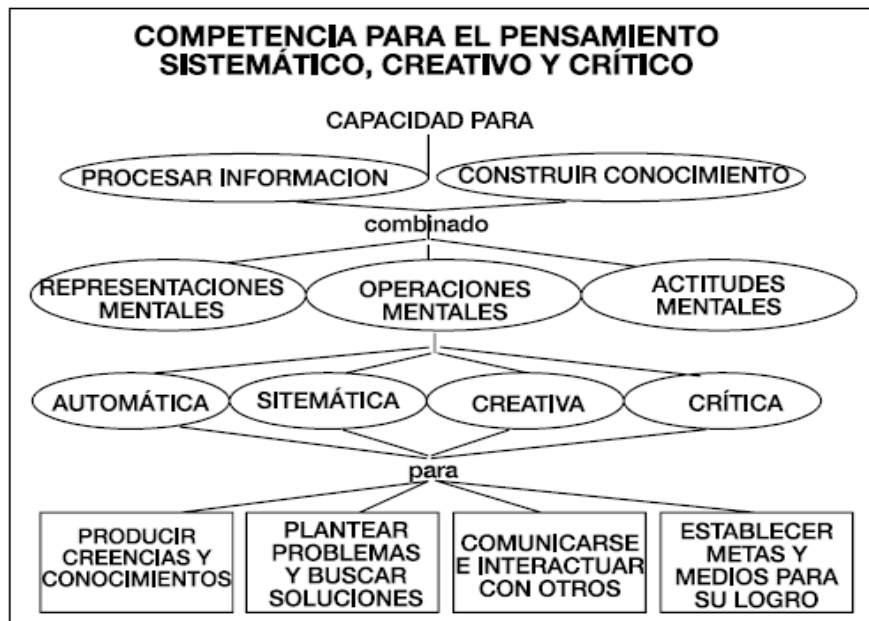 COMPETENCIA PARA EL PENSAMIENTO
SISTEMÁTICO, CREATIVO Y CRÍTICO
CAPACIDAD PARA
PROCESAR INFORMACION
CONSTRUIR CONOCIMIENTO
combinado
REPRESENTACIONES
MENTALES
OPERACIONES
MENTALES
ACTITUDES
MENTALES
AUTOMÁTICA
SITEMÁTICA
CREATIVA
CRÍTICA
para
PRODUCIR
CREENCIAS Y
CONOCIMIENTOS
PLANTEAR
PROBLEMAS
Y BUSCAR
SOLUCIONES
COMUNICARSE
E INTERACTUAR
CON OTROS
ESTABLECER
METAS Y
MEDIOS PARA
SU LOGRO